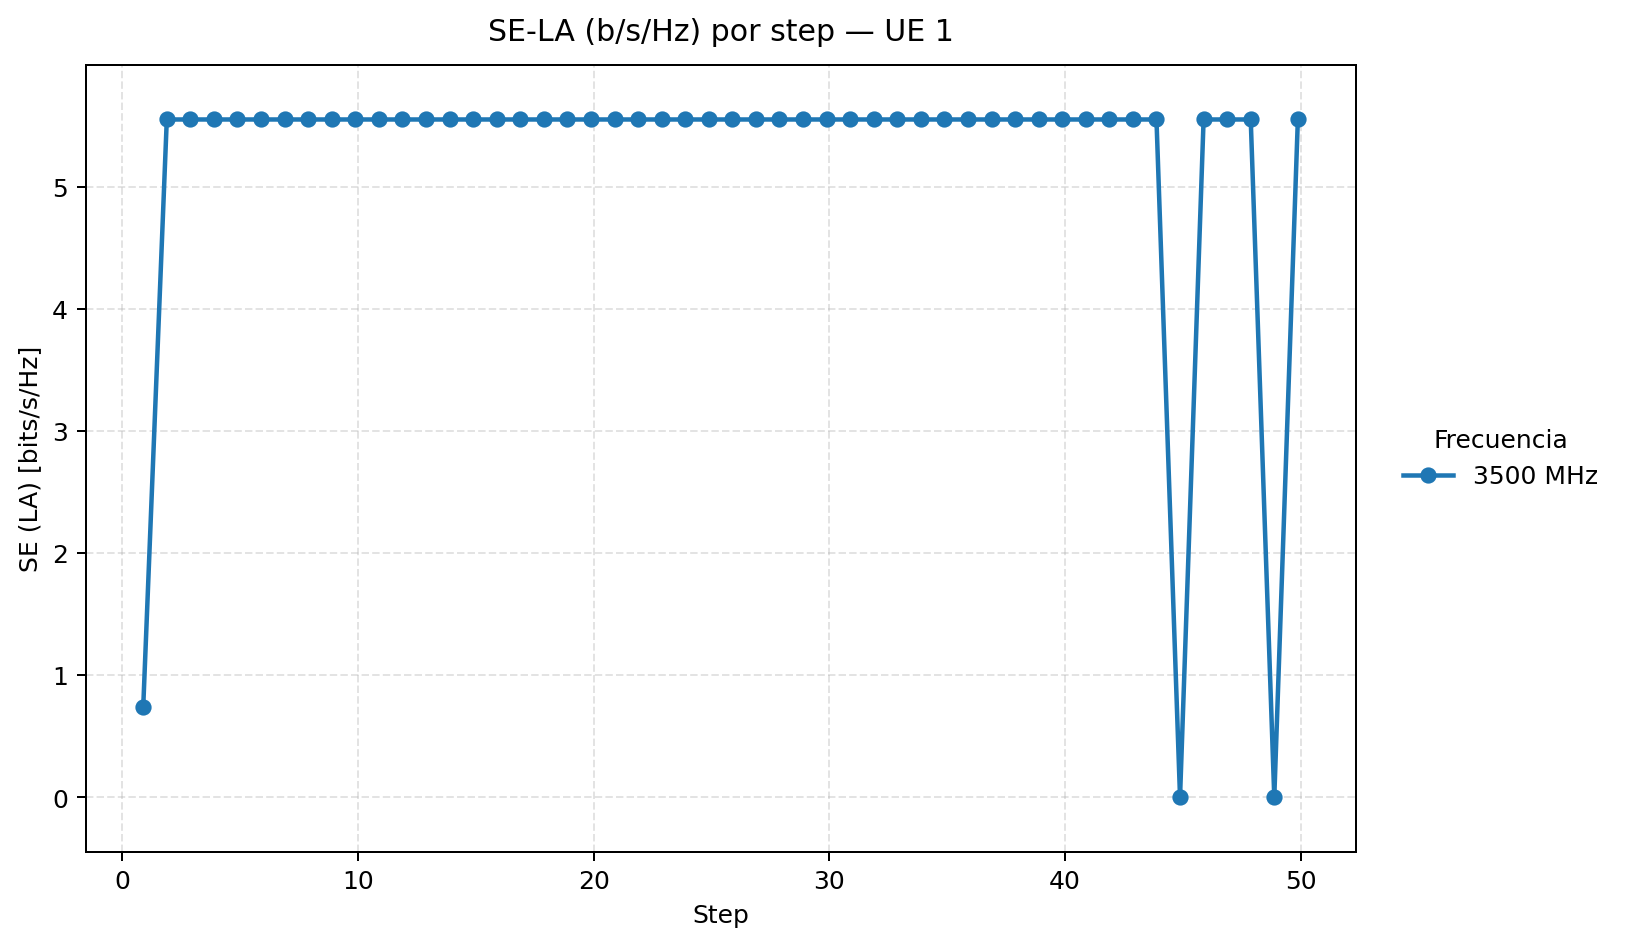 SE-LA (b/s/Hz) por step — UE 1
SE (LA) [bits/s/Hz]
5
4
3
2
1
0
0 10 20 30 40 50
Step
Frecuencia
3500 MHz